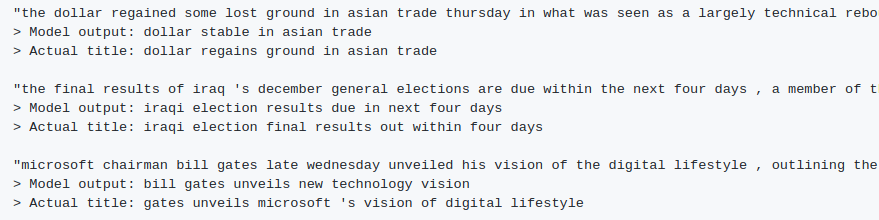 "the dollar regained some lost ground in asian trade thursday in what was seen as a largely technical rebo
> Model output: dollar stable in asian trade
> Actual title: dollar regains ground in asian trade
"the final results of iraq 's december general elections are due within the next four days , a member of t
> Model output: iraqi election results due in next four days
> Actual title: iraqi election final results out within four days
"microsoft chairman bill gates late wednesday unveiled his vision of the digital lifestyle , outlining the
> Model output: bill gates unveils new technology vision
> Actual title: gates unveils microsoft 's vision of digital lifestyle